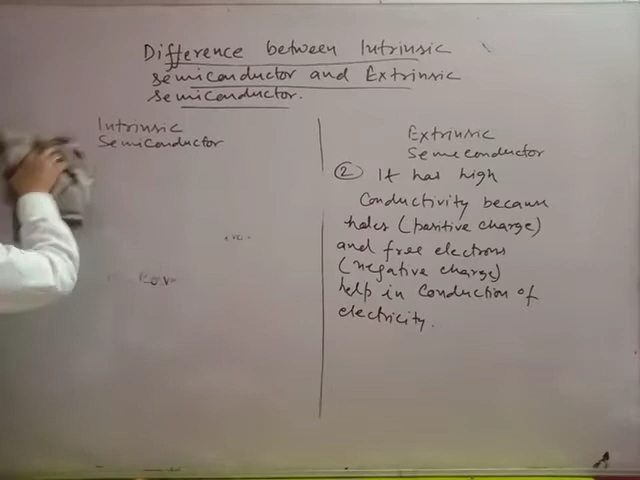 Difference between Intrinsic
semiconductor and Extrinsic
semiconductor.
Intrinsic
Semiconductor
Extrinsic
Semeconductor
② It has high
Conductivity because
holes (positive charge)
and free electrons
(negative charge)
help in conduction of
electricity.